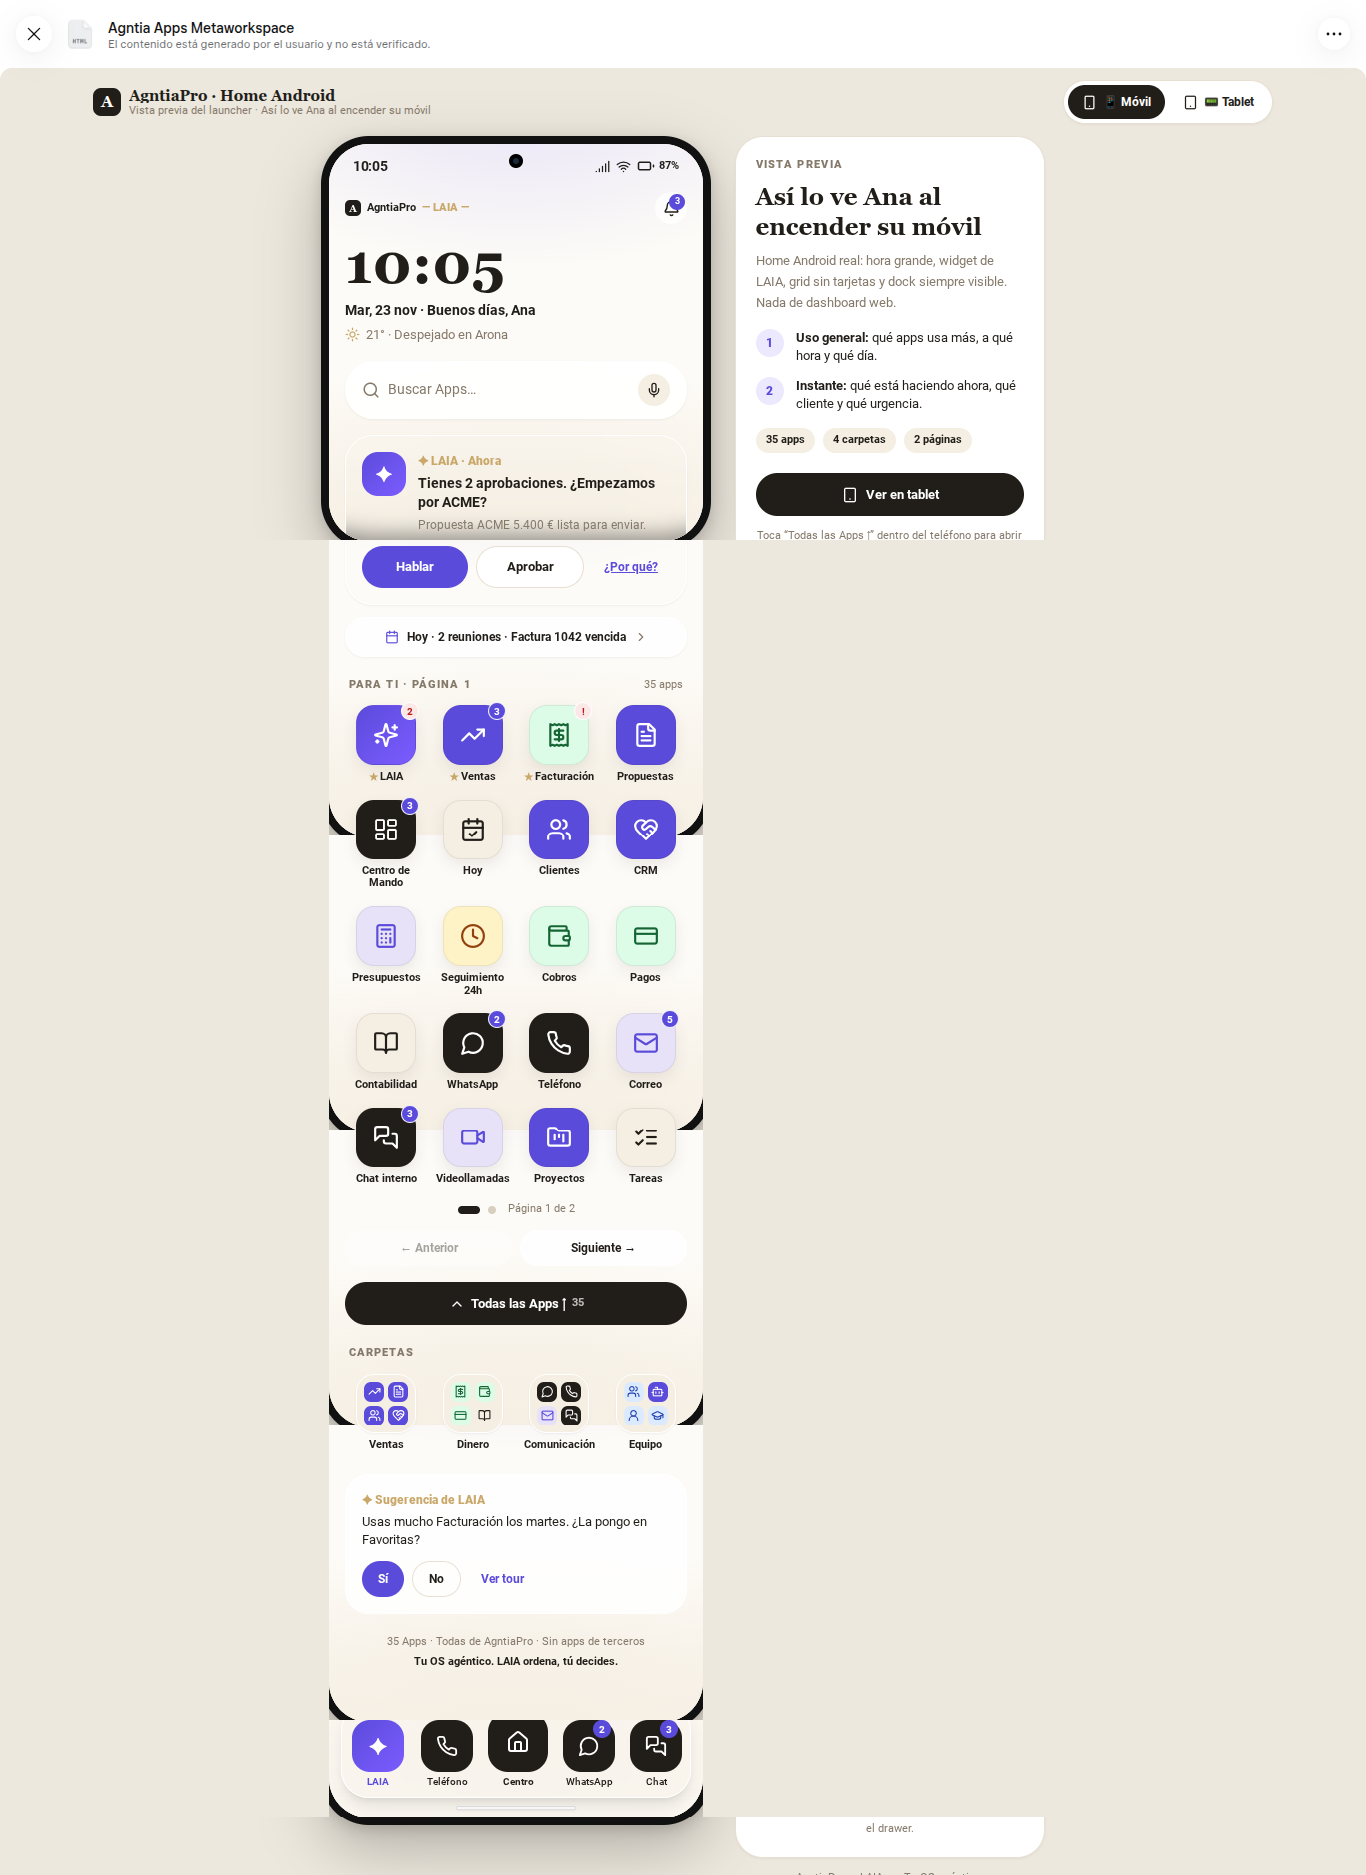 Agntia Apps Metaworkspace
El contenido está generado por el usuario y no está verificado.
HTML
A
AgntiaPro · Home Android
Vista previa del launcher · Así lo ve Ana al encender su móvil
Móvil
Tablet
10:05
87%
A AgntiaPro — LAIA —
3
10:05
Mar, 23 nov · Buenos días, Ana
21° · Despejado en Arona
Buscar Apps…
✦ LAIA · Ahora
Tienes 2 aprobaciones. ¿Empezamos
por ACME?
Propuesta ACME 5.400 € lista para enviar.
Hablar
Aprobar
¿Por qué?
Hoy · 2 reuniones · Factura 1042 vencida
PARA TI · PÁGINA 1
35 apps
2
3
!
★ LAIA
★ Ventas
★ Facturación
Propuestas
3
Centro de
Mando
Hoy
Clientes
CRM
Presupuestos
Seguimiento
24h
Cobros
Pagos
2
5
Contabilidad
WhatsApp
Teléfono
Correo
3
Chat interno
Videollamadas
Proyectos
Tareas
Página 1 de 2
← Anterior
Siguiente →
Todas las Apps ↑ 35
CARPETAS
Ventas
Dinero
Comunicación
Equipo
✦ Sugerencia de LAIA
Usas mucho Facturación los martes. ¿La pongo en
Favoritas?
Sí
No
Ver tour
35 Apps · Todas de AgntiaPro · Sin apps de terceros
Tu OS agéntico. LAIA ordena, tú decides.
2
3
LAIA
Teléfono
Centro
WhatsApp
Chat
VISTA PREVIA
Así lo ve Ana al
encender su móvil
Home Android real: hora grande, widget de
LAIA, grid sin tarjetas y dock siempre visible.
Nada de dashboard web.
1
Uso general: qué apps usa más, a qué
hora y qué día.
2
Instante: qué está haciendo ahora, qué
cliente y qué urgencia.
35 apps
4 carpetas
2 páginas
Ver en tablet
Toca “Todas las Apps ↑” dentro del teléfono para abrir
el drawer.